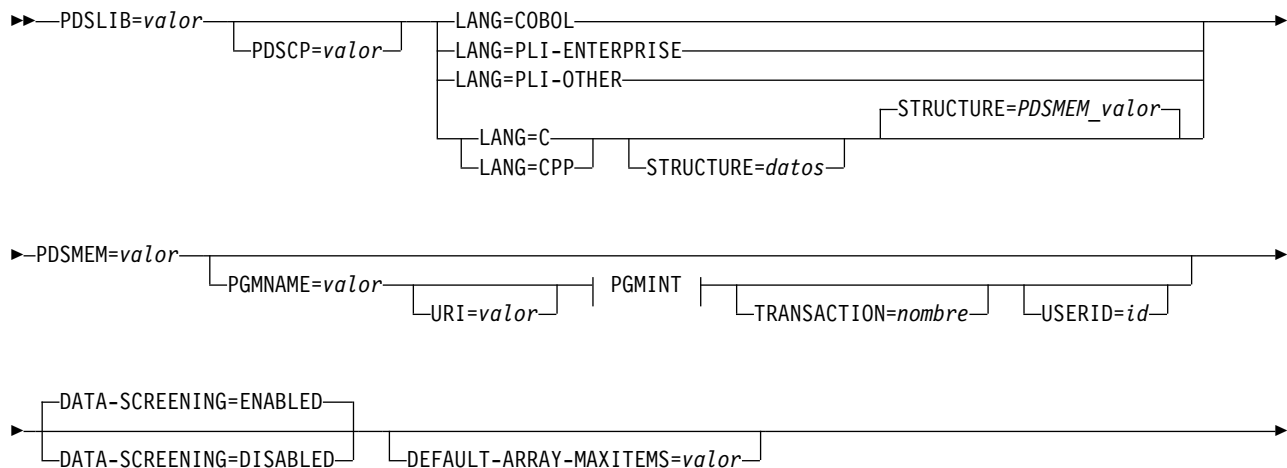 PDSLIB=valor
PDSCP=valor
LANG=COBOL
LANG=PLI-ENTERPRISE
LANG=PLI-OTHER
LANG=C
LANG=CPP
STRUCTURE=datos
STRUCTURE=PDSMEM_valor
PDSMEM=valor
PGMNAME=valor
URI=valor
PGMINT
TRANSACTION=nombre
USERID=id
DATA-SCREENING=ENABLED
DATA-SCREENING=DISABLED
DEFAULT-ARRAY-MAXITEMS=valor